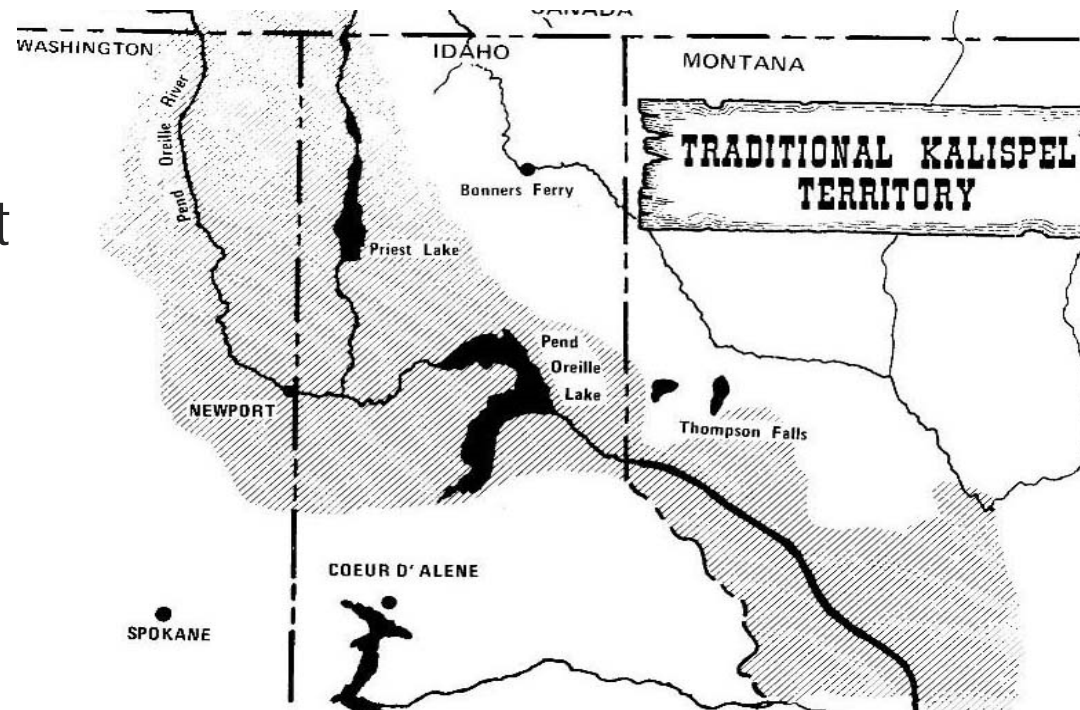 CANADA
WASHINGTON
IDAHO
MONTANA
Pend Oreille River
TRADITIONAL KALISPEL
TERRITORY
Bonners Ferry
t
Priest Lake
Pend
Oreille
Lake
NEWPORT
Thompson Falls
COEUR D'ALENE
SPOKANE